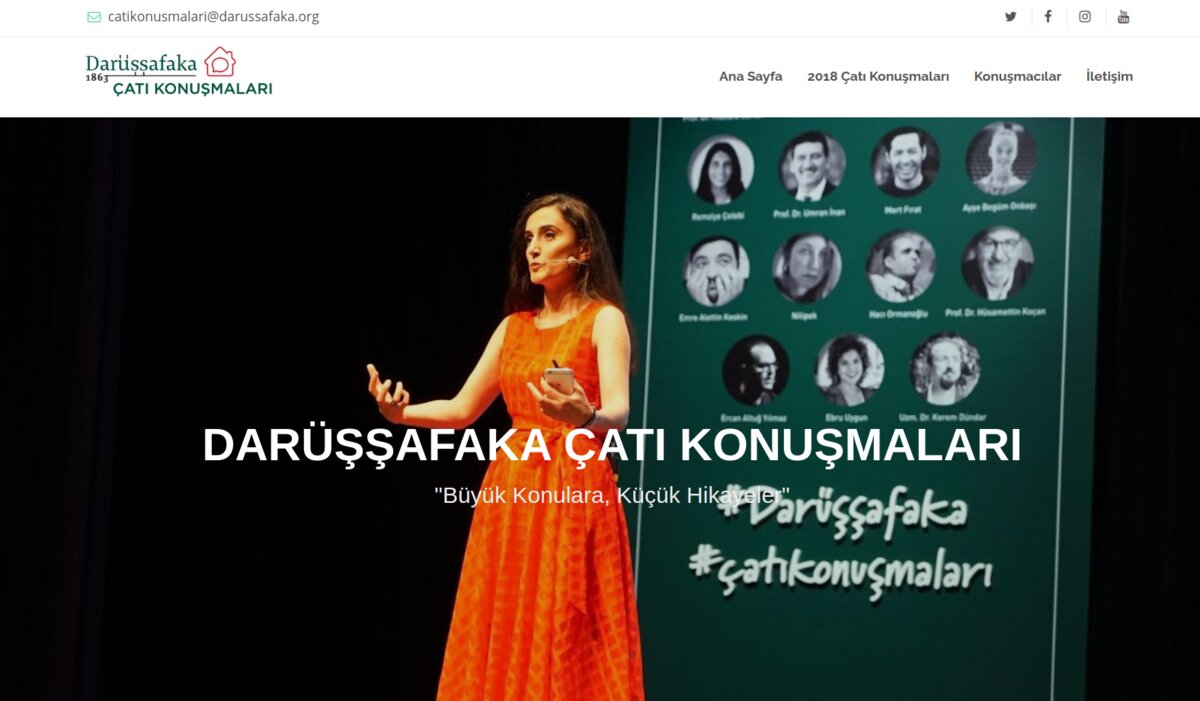 catikonusmalari@darussafaka.org
Darüşşafaka
1863
ÇATI KONUŞMALARI
Ana Sayfa
2018 Çatı Konuşmaları
Konuşmacılar
İletişim
Remziye Çelebi
Prof. Dr. Umran İnan
Mert Fırat
Ayşe Begüm Onbaşı
Emre Alettin Keskin
Nilipek
Hacı Ormanoğlu
Prof. Dr. Hüsamettin Koçan
Ercan Altuğ Yılmaz
Ebru Uygun
Uzm. Dr. Kerem Dündar
DARÜŞŞAFAKA ÇATI KONUŞMALARI
"Büyük Konulara, Küçük Hikayeler"
#Darüşşafaka
#çatıkonuşmaları